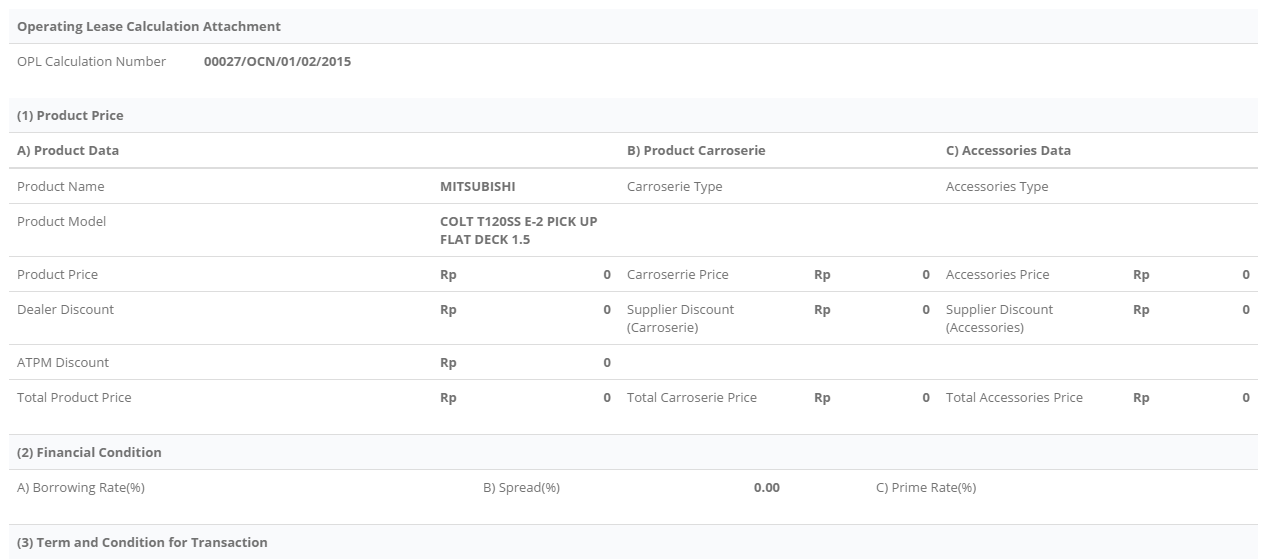 Operating Lease Calculation Attachment
OPL Calculation Number 00027/OCN/01/02/2015
(1) Product Price
A) Product Data B) Product Carroserie C) Accessories Data
Product Name MITSUBISHI Carroserie Type Accessories Type
Product Model COLT T120SS E-2 PICK UP
FLAT DECK 1.5
Product Price Rp 0 Carroserrie Price Rp 0 Accessories Price Rp 0
Dealer Discount Rp 0 Supplier Discount Rp 0 Supplier Discount Rp 0
(Carroserie) (Accessories)
ATPM Discount Rp 0
Total Product Price Rp 0 Total Carroserie Price Rp 0 Total Accessories Price Rp 0
(2) Financial Condition
A) Borrowing Rate(%) B) Spread(%) 0.00 C) Prime Rate(%)
(3) Term and Condition for Transaction